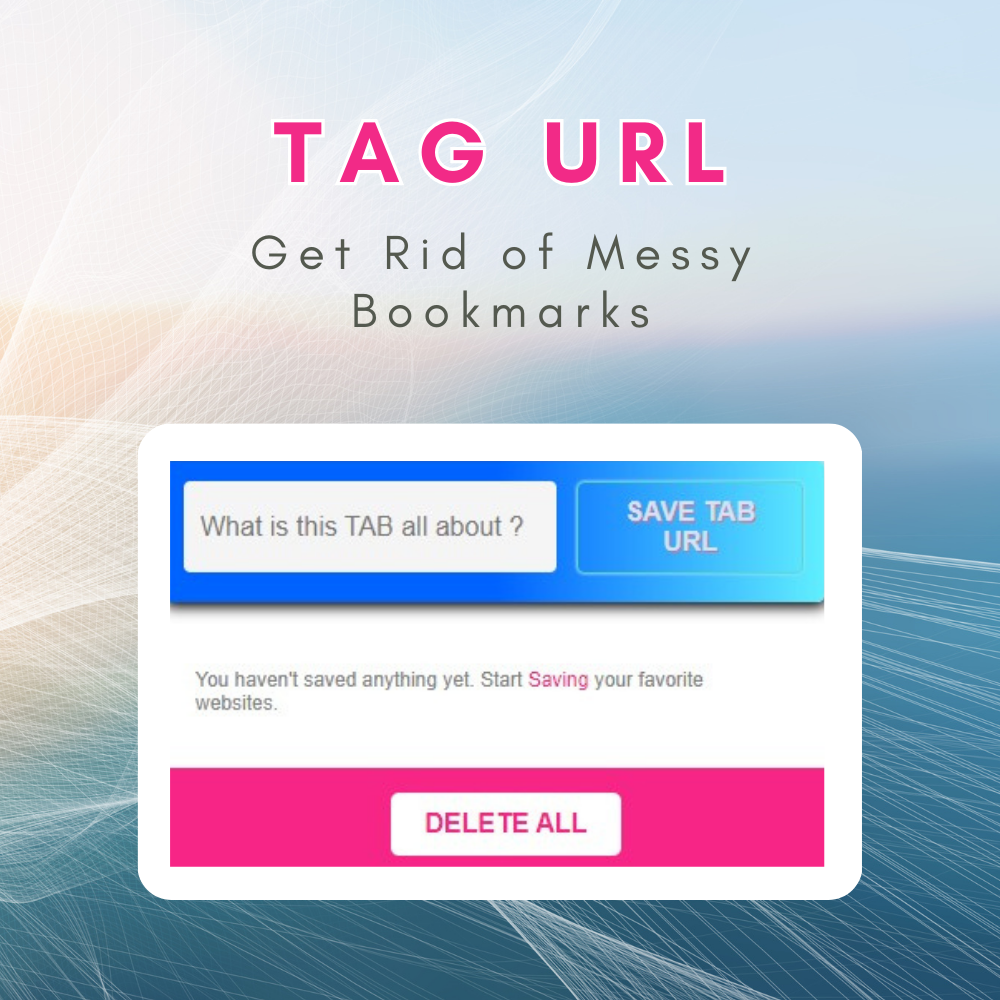 TAG URL
Get Rid of Messy
Bookmarks
What is this TAB all about ?
SAVE TAB
URL
You haven't saved anything yet. Start Saving your favorite
websites.
DELETE ALL